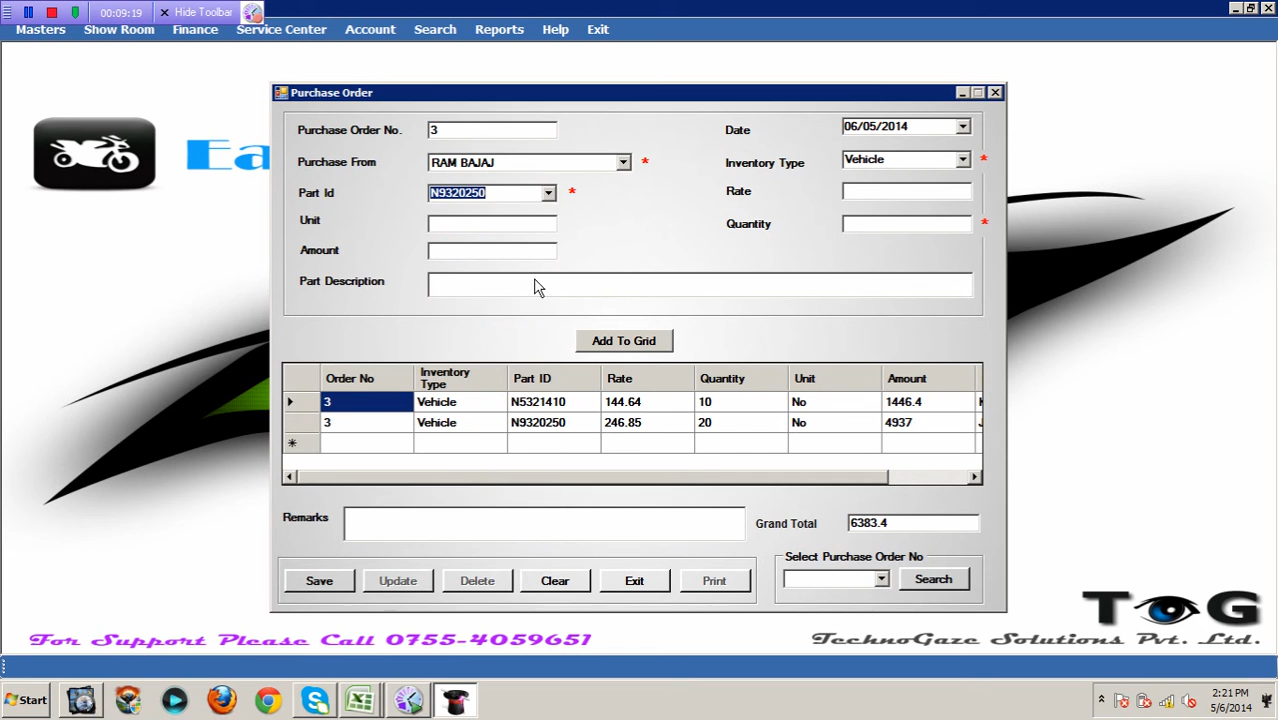 00:09:19 Hide Toolbar
Masters Show Room Finance Service Center Account Search Reports Help Exit
Purchase Order
Purchase Order No. 3 Date 06/05/2014
Purchase From RAM BAJAJ * Inventory Type Vehicle *
Part Id N9320250 * Rate
Unit Quantity *
Amount
Part Description
Add To Grid
Order No Inventory Type Part ID Rate Quantity Unit Amount
3 Vehicle N5321410 144.64 10 No 1446.4
3 Vehicle N9320250 246.85 20 No 4937
Remarks Grand Total 6383.4
Select Purchase Order No
Save Update Delete Clear Exit Print Search
T G
For Support Please Call 0755-4059651 TechnoGaze Solutions Pvt. Ltd.
Start 2:21 PM
5/6/2014